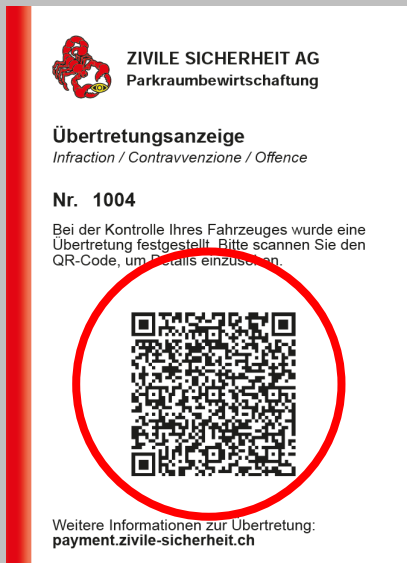 ZIVILE SICHERHEIT AG
Parkraumbewirtschaftung
Übertretungsanzeige
Infraction / Contravvenzione / Offence
Nr. 1004
Bei der Kontrolle Ihres Fahrzeuges wurde eine
Übertretung festgestellt. Bitte scannen Sie den
QR-Code, um Details einzusehen.
Weitere Informationen zur Übertretung:
payment.zivile-sicherheit.ch